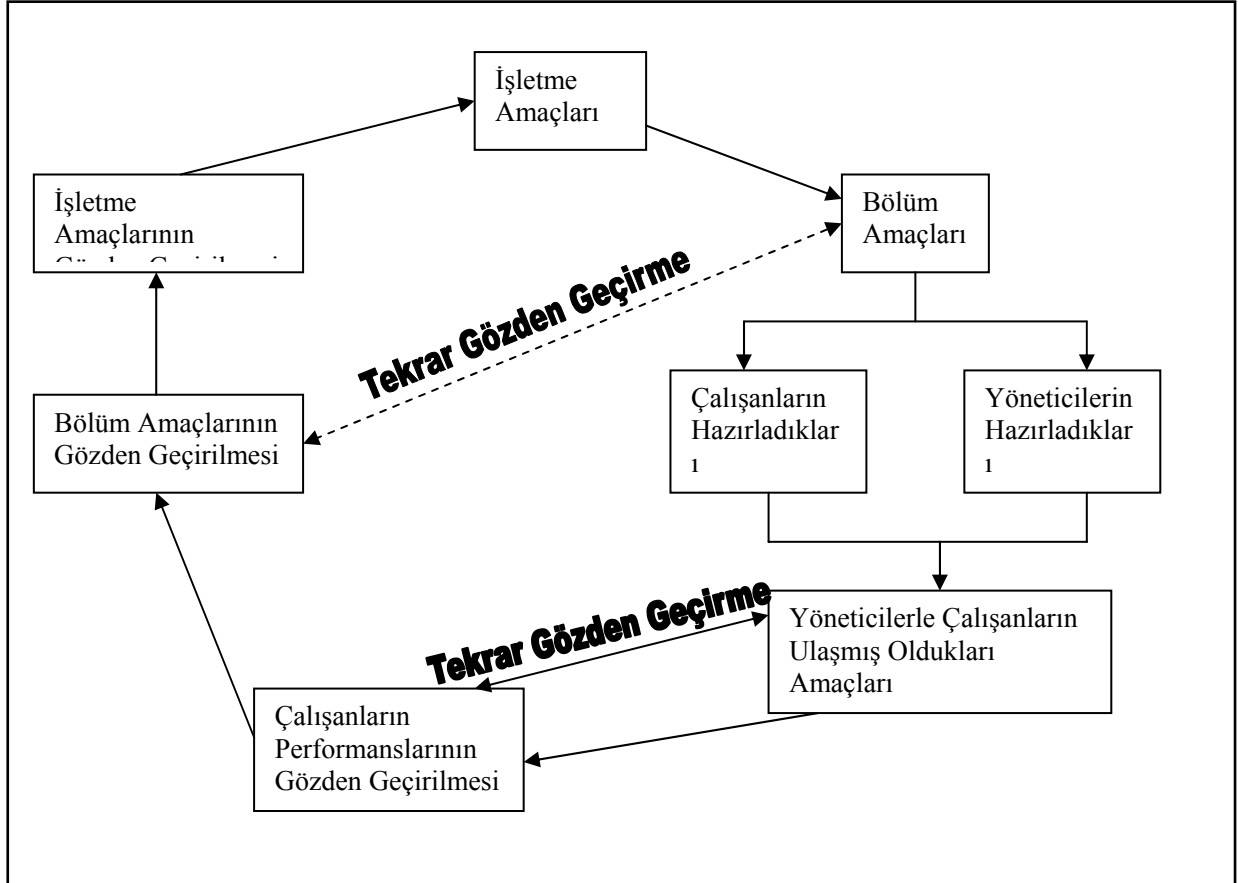 İşletme
Amaçları
İşletme
Amaçlarının
Bölüm
Amaçları
Tekrar Gözden Geçirme
Çalışanların
Hazırladıklar
ı
Yöneticilerin
Hazırladıklar
ı
Bölüm Amaçlarının
Gözden Geçirilmesi
Tekrar Gözden Geçirme
Yöneticilerle Çalışanların
Ulaşmış Oldukları
Amaçları
Çalışanların
Performanslarının
Gözden Geçirilmesi